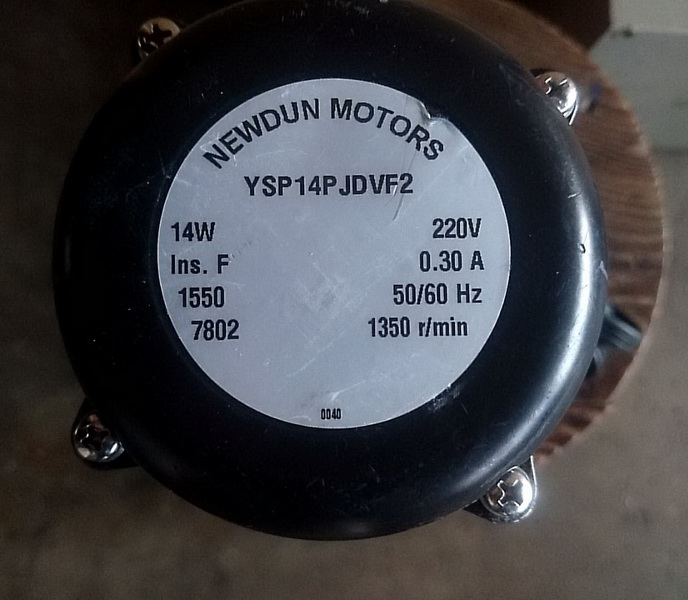 NEWDUN MOTORS
YSP14PJDVF2
14W 220V
Ins. F 0.30 A
1550 50/60 Hz
7802 1350 r/min
0040